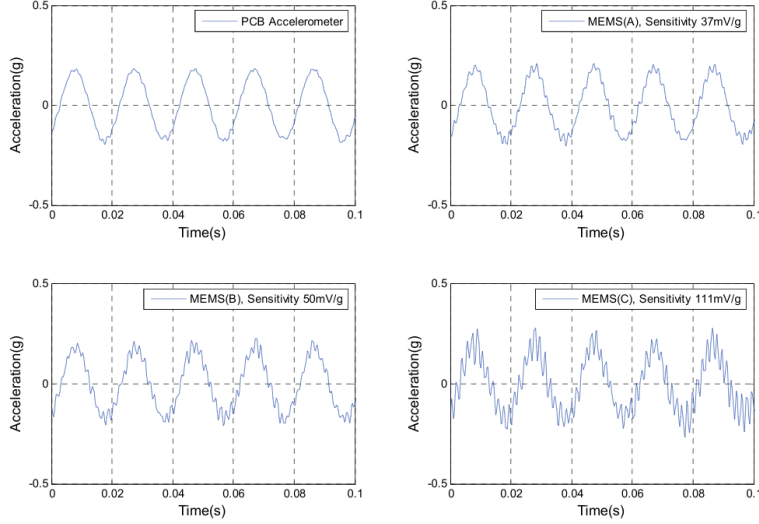 PCB Accelerometer
0.5
0
-0.5
Acceleration(g)
0 0.02 0.04 0.06 0.08 0.1
Time(s)
MEMS(A), Sensitivity 37mV/g
0.5
0
-0.5
Acceleration(g)
0 0.02 0.04 0.06 0.08 0.1
Time(s)
MEMS(B), Sensitivity 50mV/g
0.5
0
-0.5
Acceleration(g)
0 0.02 0.04 0.06 0.08 0.1
Time(s)
MEMS(C), Sensitivity 111mV/g
0.5
0
-0.5
Acceleration(g)
0 0.02 0.04 0.06 0.08 0.1
Time(s)